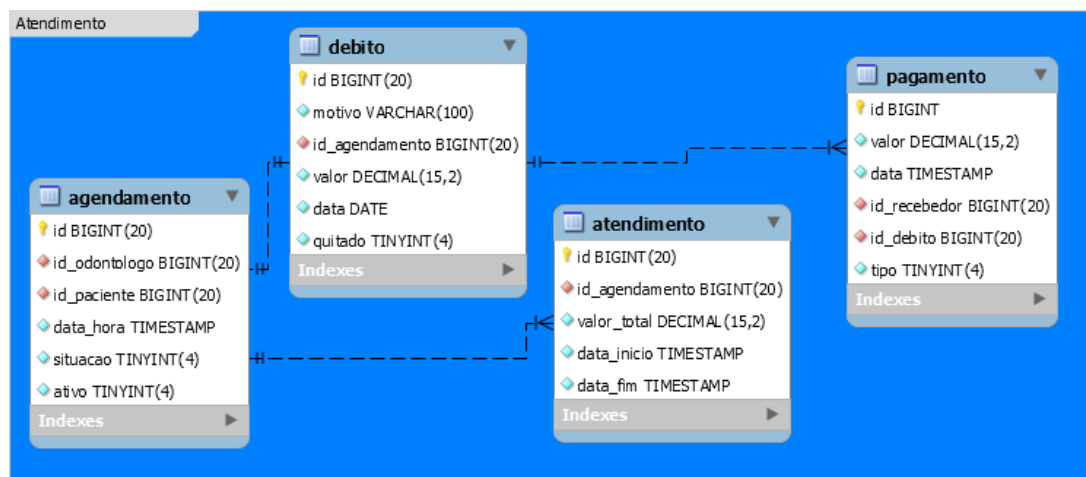 Atendimento
debito
id BIGINT(20)
motivo VARCHAR(100)
id_agendamento BIGINT(20)
valor DECIMAL(15,2)
data DATE
quitado TINYINT(4)
Indexes
pagamento
id BIGINT
valor DECIMAL(15,2)
data TIMESTAMP
id_recebedor BIGINT(20)
id_debito BIGINT(20)
tipo TINYINT(4)
Indexes
agendamento
id BIGINT(20)
id_odontologo BIGINT(20)
id_paciente BIGINT(20)
data_hora TIMESTAMP
situacao TINYINT(4)
ativo TINYINT(4)
Indexes
atendimento
id BIGINT(20)
id_agendamento BIGINT(20)
valor_total DECIMAL(15,2)
data_inicio TIMESTAMP
data_fim TIMESTAMP
Indexes